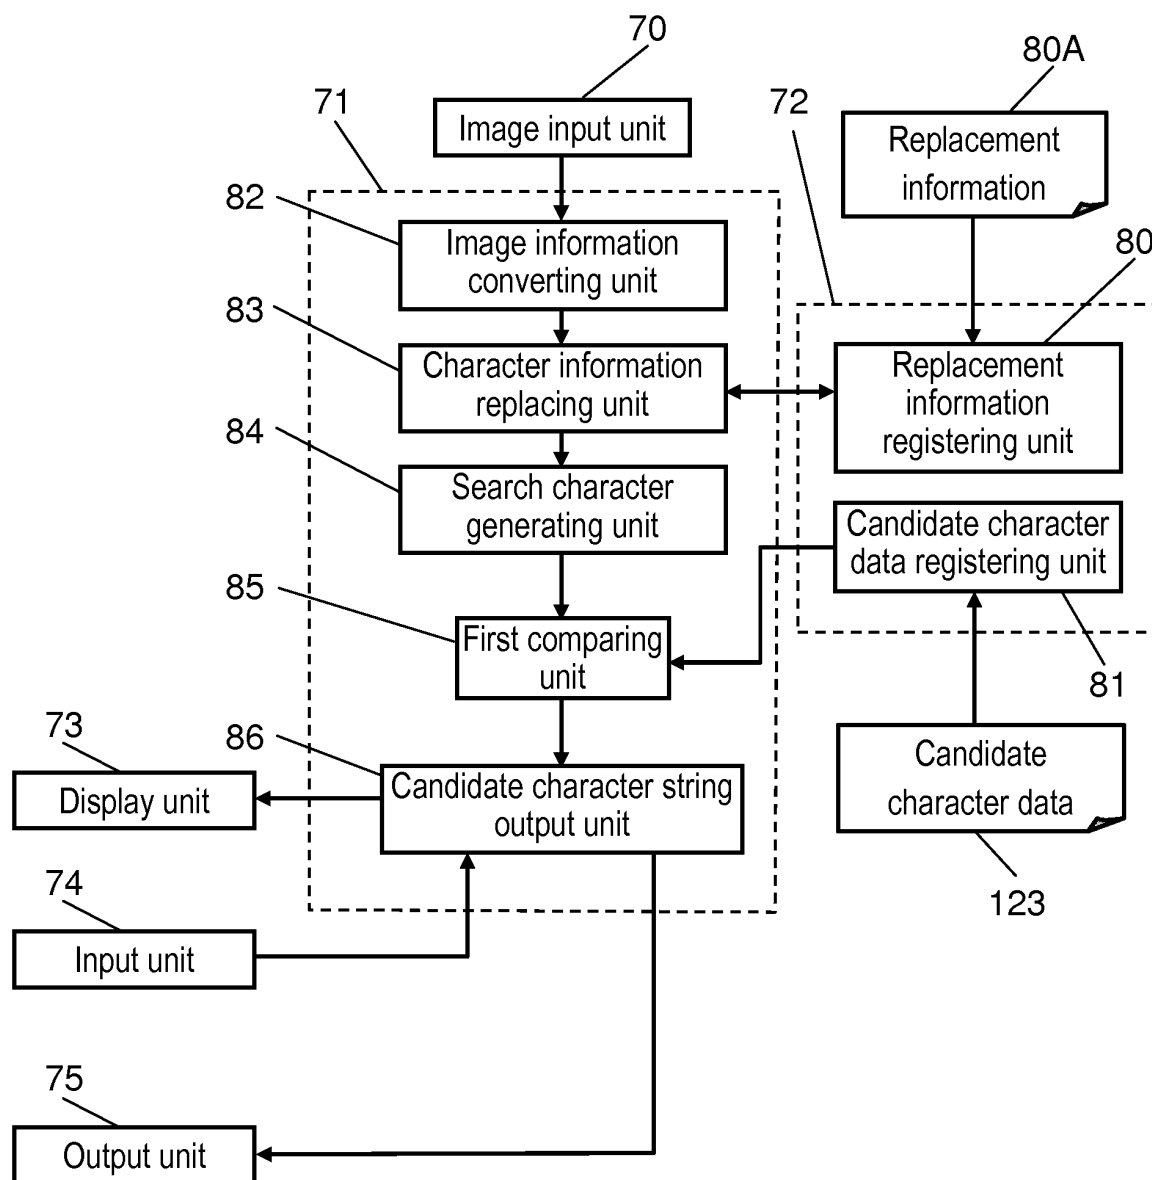 70
80A
71
72
Image input unit
Replacement
information
82
Image information
converting unit
80
83
Character information
replacing unit
Replacement
information
registering unit
84
Search character
generating unit
Candidate character
data registering unit
85
First comparing
unit
81
73
86
Candidate character string
output unit
Candidate
character data
Display unit
74
123
Input unit
75
Output unit